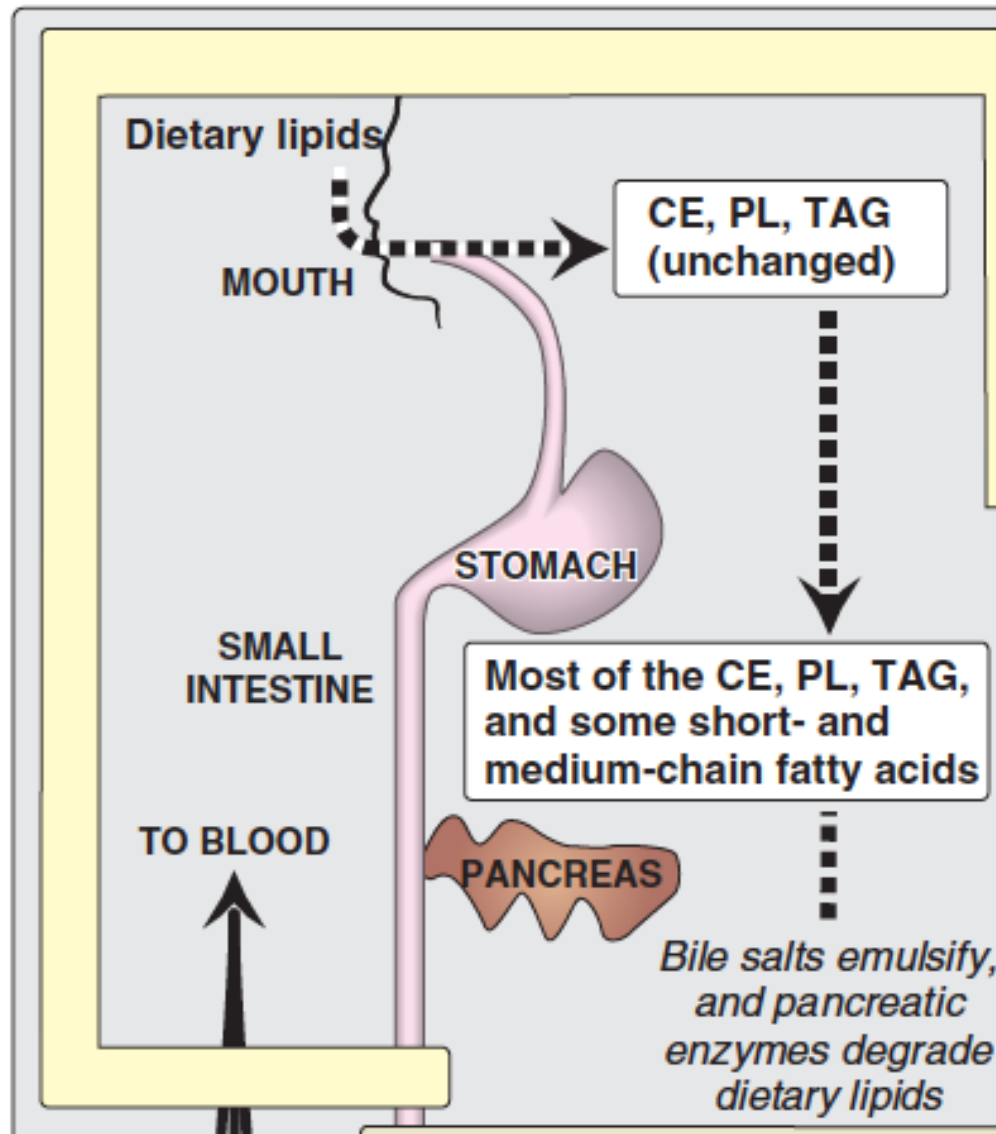 Dietary lipids
MOUTH
CE, PL, TAG
(unchanged)
STOMACH
SMALL
INTESTINE
Most of the CE, PL, TAG,
and some short- and
medium-chain fatty acids
TO BLOOD
PANCREAS
Bile salts emulsify,
and pancreatic
enzymes degrade
dietary lipids